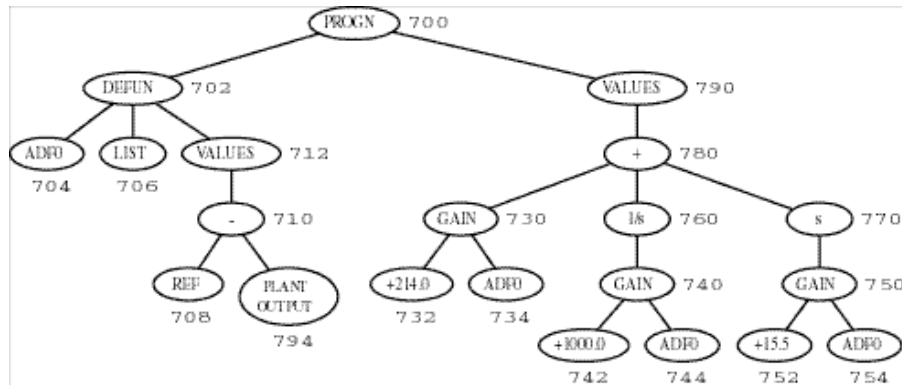 PROGN 700
DEFUN 702 VALUES 790
ADF0 LIST VALUES 712 + 780
704 706
- 710 GAIN 730 1/s 760 s 770
REF PLANT OUTPUT +214.0 ADF0 GAIN 740 GAIN 750
708 794 732 734
+1000.0 ADF0 +15.5 ADF0
742 744 752 754